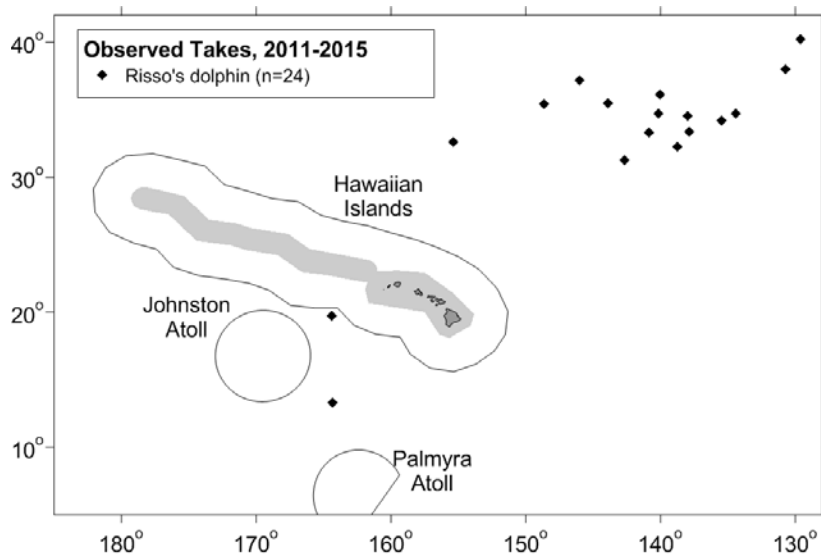 Observed Takes, 2011-2015
Risso's dolphin (n=24)
40°
30°
20°
10°
Hawaiian
Islands
Johnston
Atoll
Palmyra
Atoll
180° 170° 160° 150° 140° 130°